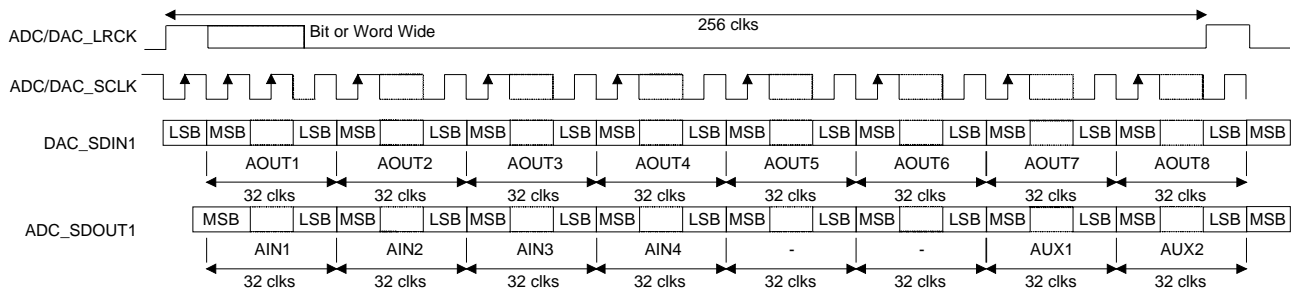 256 clks
ADC/DAC_LRCK Bit or Word Wide
ADC/DAC_SCLK
DAC_SDIN1 LSB MSB LSB MSB LSB MSB LSB MSB LSB MSB LSB MSB LSB MSB LSB MSB LSB MSB
AOUT1 AOUT2 AOUT3 AOUT4 AOUT5 AOUT6 AOUT7 AOUT8
32 clks 32 clks 32 clks 32 clks 32 clks 32 clks 32 clks 32 clks
ADC_SDOUT1 MSB LSB MSB LSB MSB LSB MSB LSB MSB LSB MSB LSB MSB LSB MSB LSB MSB
AIN1 AIN2 AIN3 AIN4 - - AUX1 AUX2
32 clks 32 clks 32 clks 32 clks 32 clks 32 clks 32 clks 32 clks